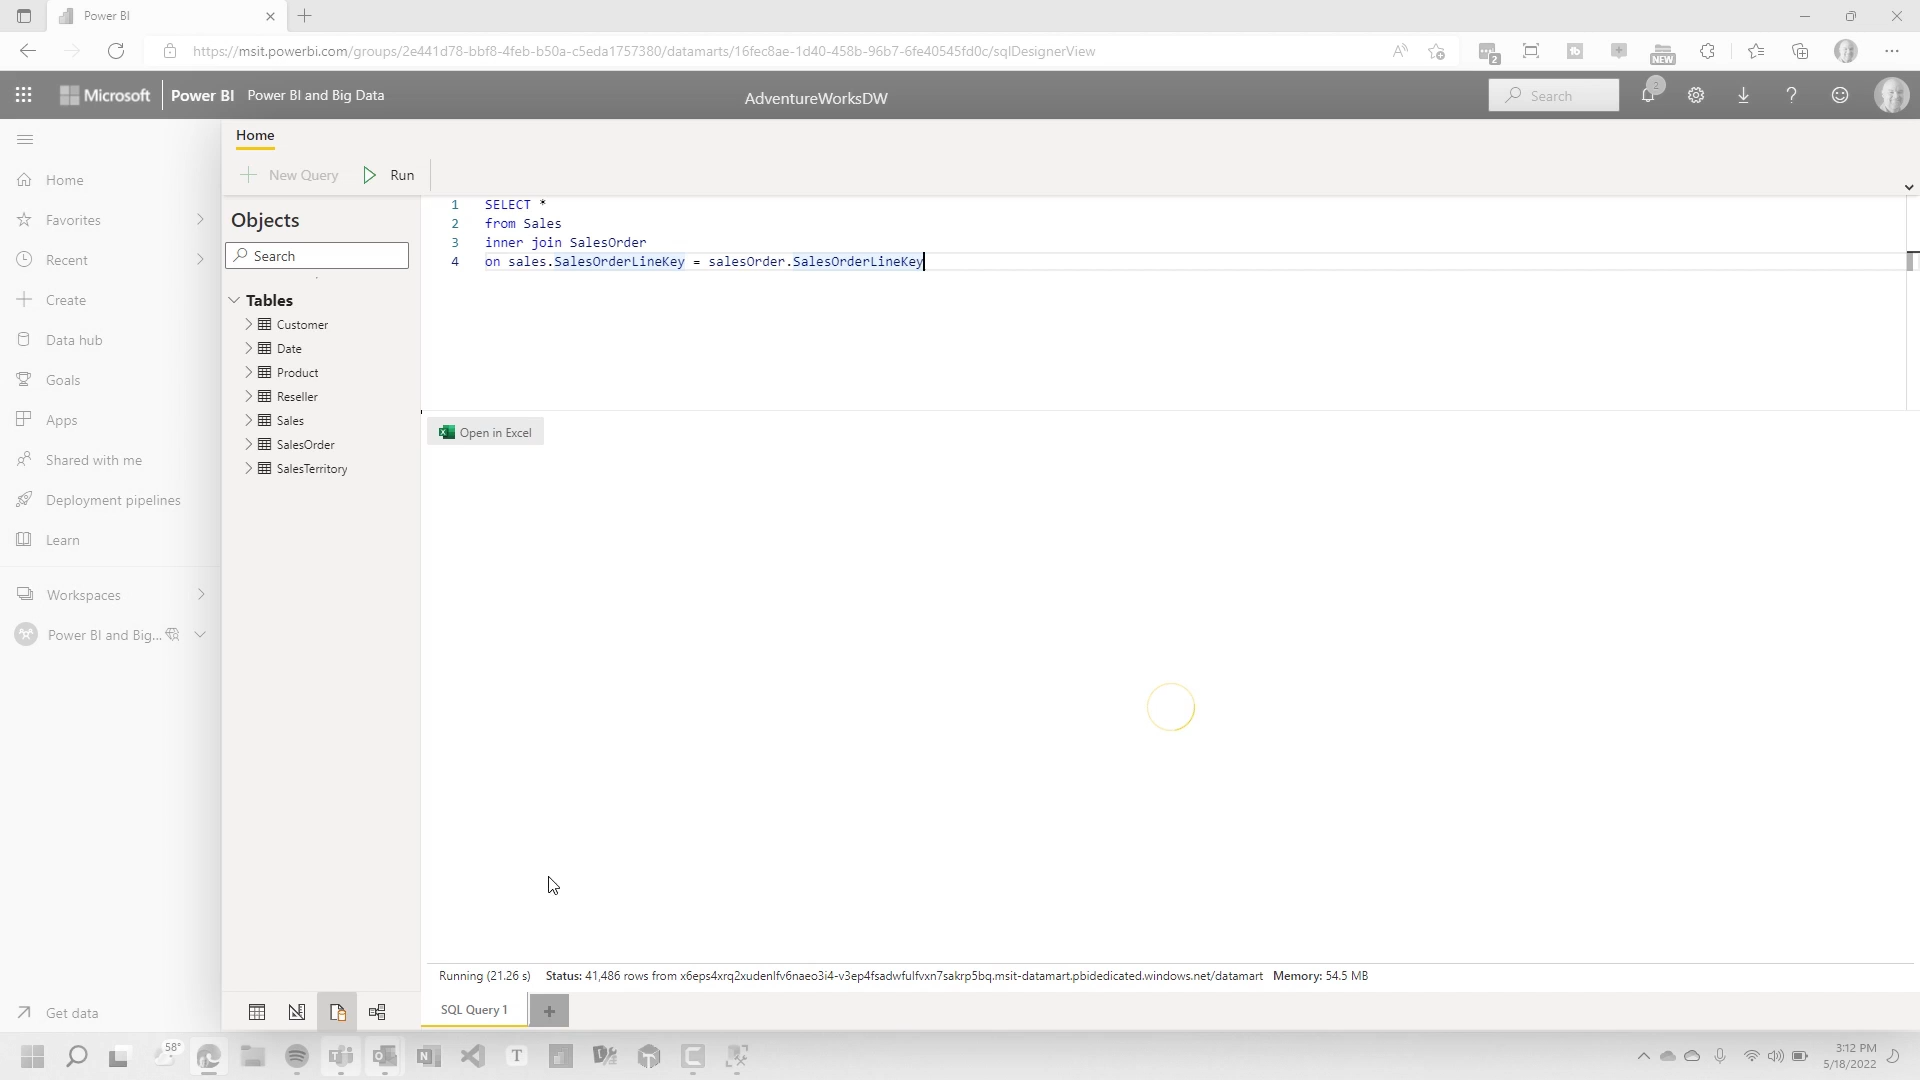 Power BI
https://msit.powerbi.com/groups/2e441d78-bbf8-4feb-b50a-c5eda1757380/datamarts/16fec8ae-1d40-458b-96b7-6fe40545fd0c/sqlDesignerView
2
NEW
Microsoft Power BI Power BI and Big Data
AdventureWorksDW
Search
2
Home
New Query
Run
Home
Favorites
Recent
Create
Data hub
Goals
Apps
Shared with me
Deployment pipelines
Learn
Workspaces
Power BI and Big...
Get data
Objects
Search
Tables
Customer
Date
Product
Reseller
Sales
SalesOrder
SalesTerritory
1 SELECT *
2 from Sales
3 inner join SalesOrder
4 on sales.SalesOrderLineKey = salesOrder.SalesOrderLineKey
Open in Excel
Running (21.26 s) Status: 41,486 rows from x6eps4xrq2xudenlfv6naeo3i4-v3ep4fsadwfulfvxn7sakrp5bq.msit-datamart.pbidedicated.windows.net/datamart Memory: 54.5 MB
SQL Query 1
58°
3:12 PM
5/18/2022